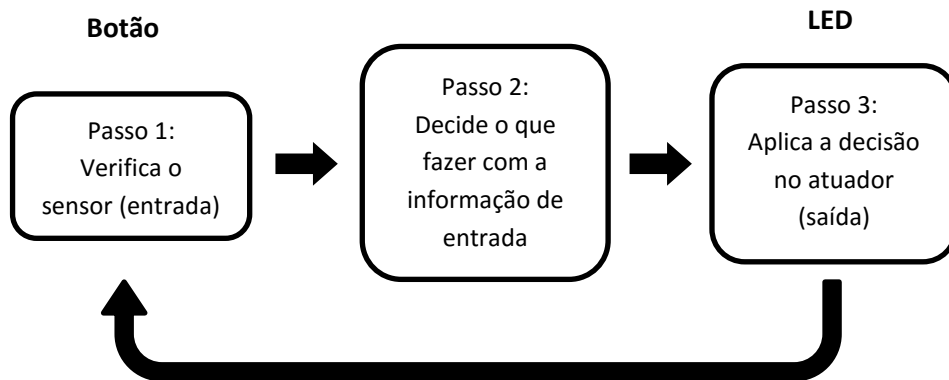 Botão
LED
Passo 1:
Verifica o
sensor (entrada)
Passo 2:
Decide o que
fazer com a
informação de
entrada
Passo 3:
Aplica a decisão
no atuador
(saída)